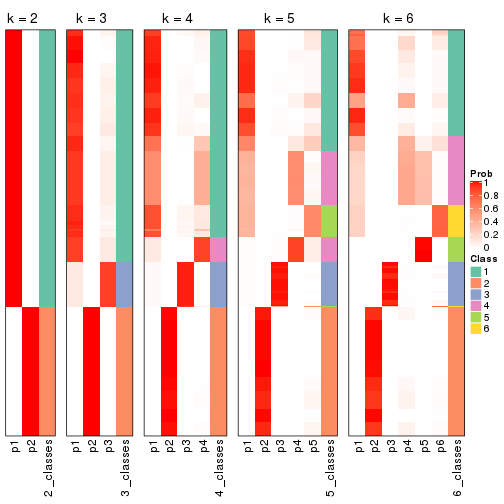 k = 2
k = 3
k = 4
k = 5
k = 6
Prob
1
0.8
0.6
0.4
0.2
0
Class
1
2
3
4
5
6
p1
p2
2_classes
p1
p2
p3
3_classes
p1
p2
p3
p4
4_classes
p1
p2
p3
p4
p5
5_classes
p1
p2
p3
p4
p5
p6
6_classes